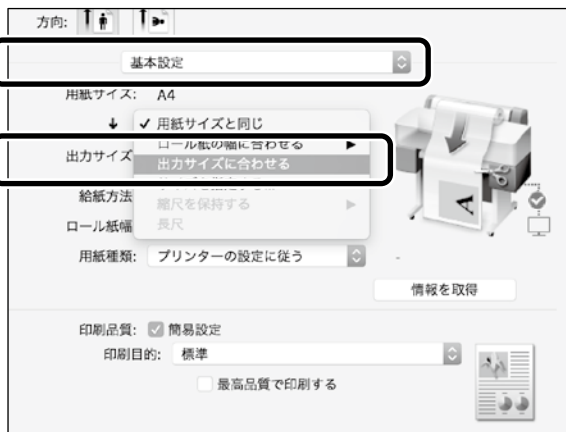 方向:
基本設定
用紙サイズ: A4
✓ 用紙サイズと同じ
ロール紙の幅に合わせる
出力サイズ
出力サイズに合わせる
給紙方法
縮尺を保持する
ロール紙幅
長尺
用紙種類: プリンターの設定に従う
-
情報を取得
印刷品質: 簡易設定
印刷目的: 標準
最高品質で印刷する